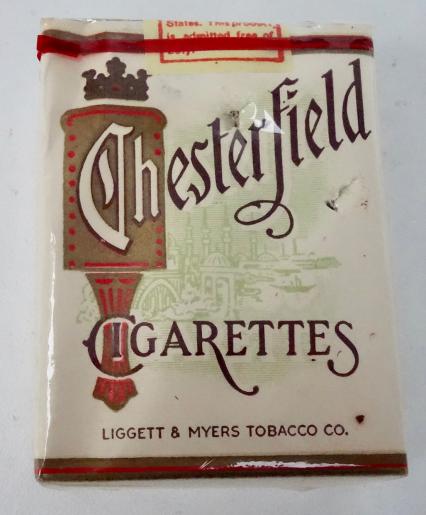 States. This product
is admitted free of
Chesterfield
CIGARETTES
LIGGETT & MYERS TOBACCO CO.